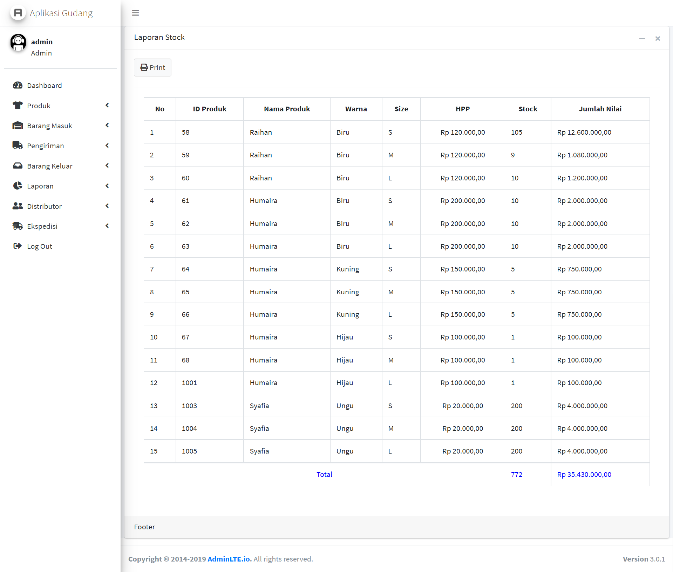 Aplikasi Gudang
admin
Admin
Dashboard
Produk
Barang Masuk
Pengiriman
Barang Keluar
Laporan
Distributor
Ekspedisi
Log Out
Laporan Stock
Print
No ID Produk Nama Produk Warna Size HPP Stock Jumlah Nilai
1 58 Raihan Biru S Rp 120.000,00 105 Rp 12.600.000,00
2 59 Raihan Biru M Rp 120.000,00 9 Rp 1.080.000,00
3 60 Raihan Biru L Rp 120.000,00 10 Rp 1.200.000,00
4 61 Humaira Biru S Rp 200.000,00 10 Rp 2.000.000,00
5 62 Humaira Biru M Rp 200.000,00 10 Rp 2.000.000,00
6 63 Humaira Biru L Rp 200.000,00 10 Rp 2.000.000,00
7 64 Humaira Kuning S Rp 150.000,00 5 Rp 750.000,00
8 65 Humaira Kuning M Rp 150.000,00 5 Rp 750.000,00
9 66 Humaira Kuning L Rp 150.000,00 5 Rp 750.000,00
10 67 Humaira Hijau S Rp 100.000,00 1 Rp 100.000,00
11 68 Humaira Hijau M Rp 100.000,00 1 Rp 100.000,00
12 1001 Humaira Hijau L Rp 100.000,00 1 Rp 100.000,00
13 1003 Syafia Ungu S Rp 20.000,00 200 Rp 4.000.000,00
14 1004 Syafia Ungu M Rp 20.000,00 200 Rp 4.000.000,00
15 1005 Syafia Ungu L Rp 20.000,00 200 Rp 4.000.000,00
Total 772 Rp 35.430.000,00
Footer
Copyright © 2014-2019 AdminLTE.io. All rights reserved. Version 3.0.1